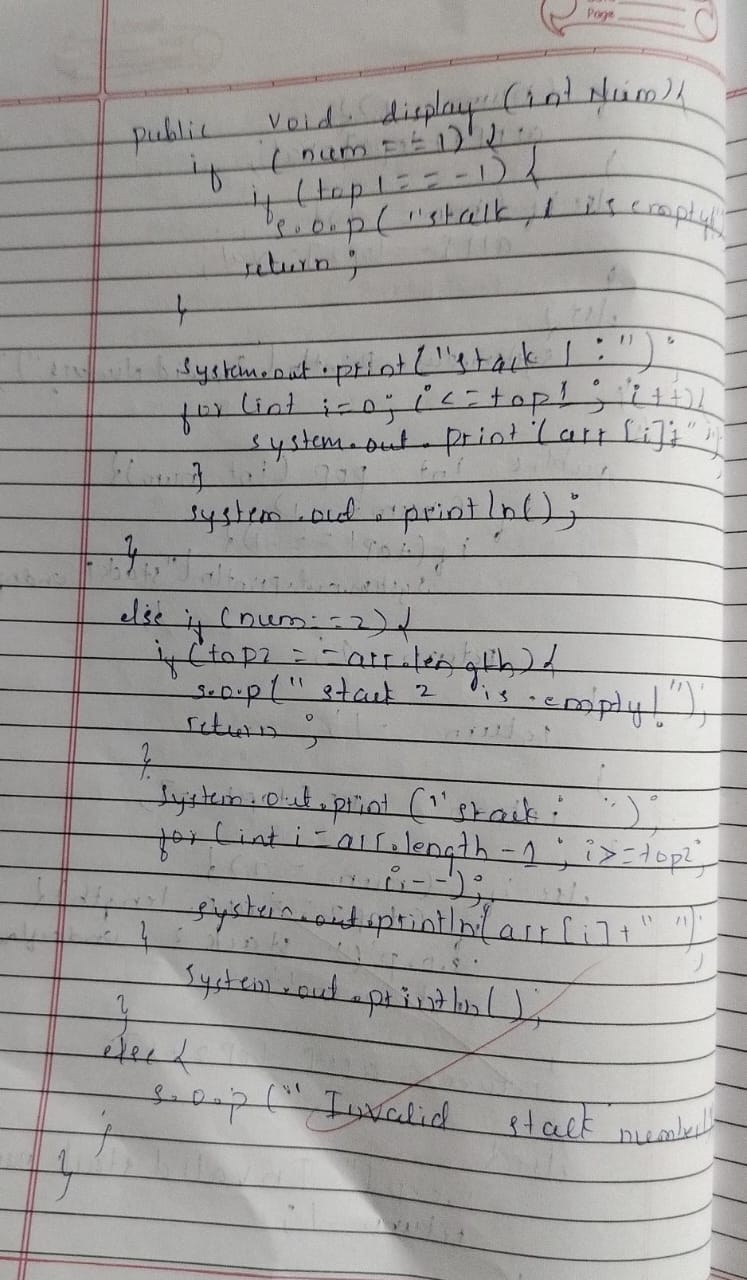 Page
public void display (int Num){
if (num == 1) {
if (top1 == -1) {
s.o.p("stack 1 is empty!
return ;
}
System.out.print("stack 1 : ") ;
for (int i=0; i<=top1 ; i++){
system.out.print(arr[i]+" "
}
system.out.println();
}
else if (num==2) {
if (top2 == arr.length) {
s.o.p(" stack 2 is empty!");
return ;
}
System.out.print ("stack: ");
for (int i=arr.length-1 ; i>=top2;
i--);
system.out.println(arr[i]+" ");
}
System.out.println();
}
else {
s.o.p (" Invalid stack number
}
}